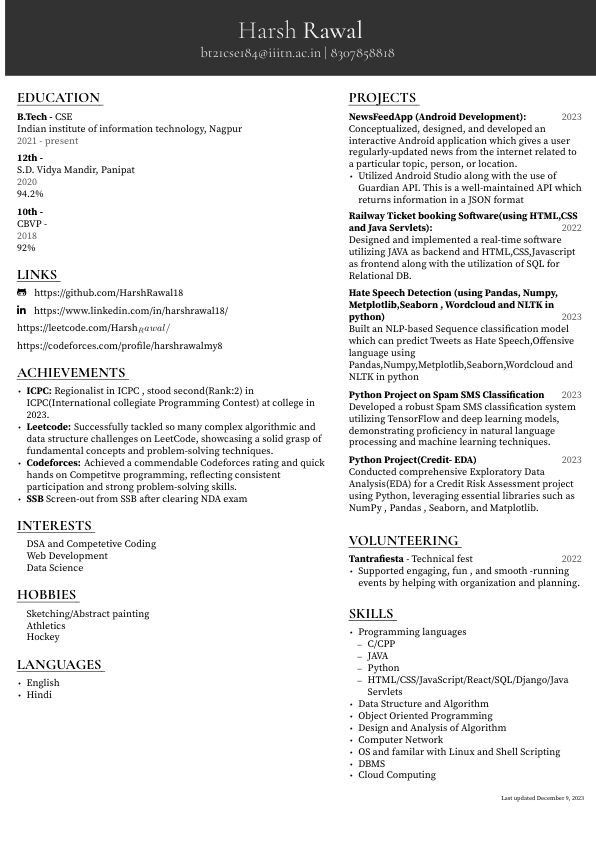 Harsh Rawal
bt21cse184@iiitn.ac.in | 8307858818
EDUCATION
B.Tech - CSE
Indian institute of information technology, Nagpur
2021 - present
12th -
S.D. Vidya Mandir, Panipat
2020
94.2%
10th -
CBVP -
2018
92%
LINKS
https://github.com/HarshRawal18
https://www.linkedin.com/in/harshrawal18/
https://leetcode.com/HarshRawal/
https://codeforces.com/profile/harshrawalmy8
ACHIEVEMENTS
• ICPC: Regionalist in ICPC , stood second(Rank:2) in
ICPC(International collegiate Programming Contest) at college in
2023.
• Leetcode: Successfully tackled so many complex algorithmic and
data structure challenges on LeetCode, showcasing a solid grasp of
fundamental concepts and problem-solving techniques.
• Codeforces: Achieved a commendable Codeforces rating and quick
hands on Competitve programming, reflecting consistent
participation and strong problem-solving skills.
• SSB Screen-out from SSB after clearing NDA exam
INTERESTS
DSA and Competetive Coding
Web Development
Data Science
HOBBIES
Sketching/Abstract painting
Athletics
Hockey
LANGUAGES
• English
• Hindi
PROJECTS
NewsFeedApp (Android Development): 2023
Conceptualized, designed, and developed an
interactive Android application which gives a user
regularly-updated news from the internet related to
a particular topic, person, or location.
• Utilized Android Studio along with the use of
Guardian API. This is a well-maintained API which
returns information in a JSON format
Railway Ticket booking Software(using HTML,CSS
and Java Servlets): 2022
Designed and implemented a real-time software
utilizing JAVA as backend and HTML,CSS,Javascript
as frontend along with the utilization of SQL for
Relational DB.
Hate Speech Detection (using Pandas, Numpy,
Metplotlib,Seaborn , Wordcloud and NLTK in
python) 2023
Built an NLP-based Sequence classification model
which can predict Tweets as Hate Speech,Offensive
language using
Pandas,Numpy,Metplotlib,Seaborn,Wordcloud and
NLTK in python
Python Project on Spam SMS Classification 2023
Developed a robust Spam SMS classification system
utilizing TensorFlow and deep learning models,
demonstrating proficiency in natural language
processing and machine learning techniques.
Python Project(Credit- EDA) 2023
Conducted comprehensive Exploratory Data
Analysis(EDA) for a Credit Risk Assessment project
using Python, leveraging essential libraries such as
NumPy , Pandas , Seaborn, and Matplotlib.
VOLUNTEERING
Tantrafiesta - Technical fest 2022
• Supported engaging, fun , and smooth -running
events by helping with organization and planning.
SKILLS
• Programming languages
– C/CPP
– JAVA
– Python
– HTML/CSS/JavaScript/React/SQL/Django/Java
Servlets
• Data Structure and Algorithm
• Object Oriented Programming
• Design and Analysis of Algorithm
• Computer Network
• OS and familar with Linux and Shell Scripting
• DBMS
• Cloud Computing
Last updated December 9, 2023